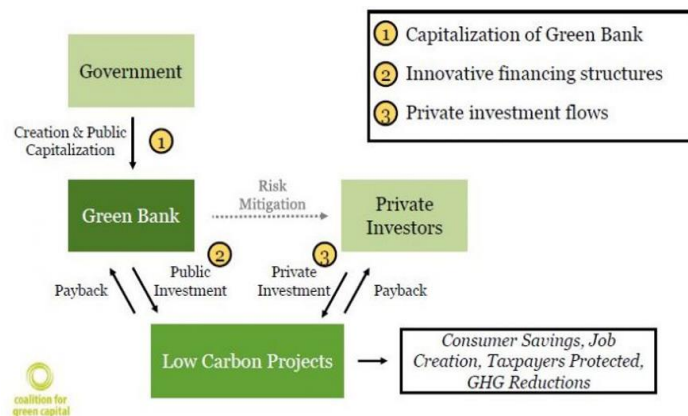 Government
1 Capitalization of Green Bank
2 Innovative financing structures
3 Private investment flows
Creation & Public
Capitalization
1
Green Bank
Risk
Mitigation
Private
Investors
2
3
Payback
Public
Investment
Private
Investment
Payback
Low Carbon Projects
Consumer Savings, Job
Creation, Taxpayers Protected,
GHG Reductions
coalition for
green capital